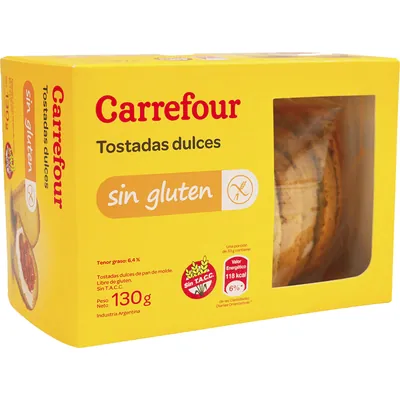 Carrefour
Tostadas dulces
sin gluten
Tenor graso: 6,4 %
Tostadas dulces de pan de molde.
Libre de gluten.
Sin T.A.C.C.
Peso
Neto
130g
Industria Argentina
Sin T.A.C.C.
Valor
Energético
118 kcal
6%*
Carrefour
Tostadas dulces
sin gluten
130g